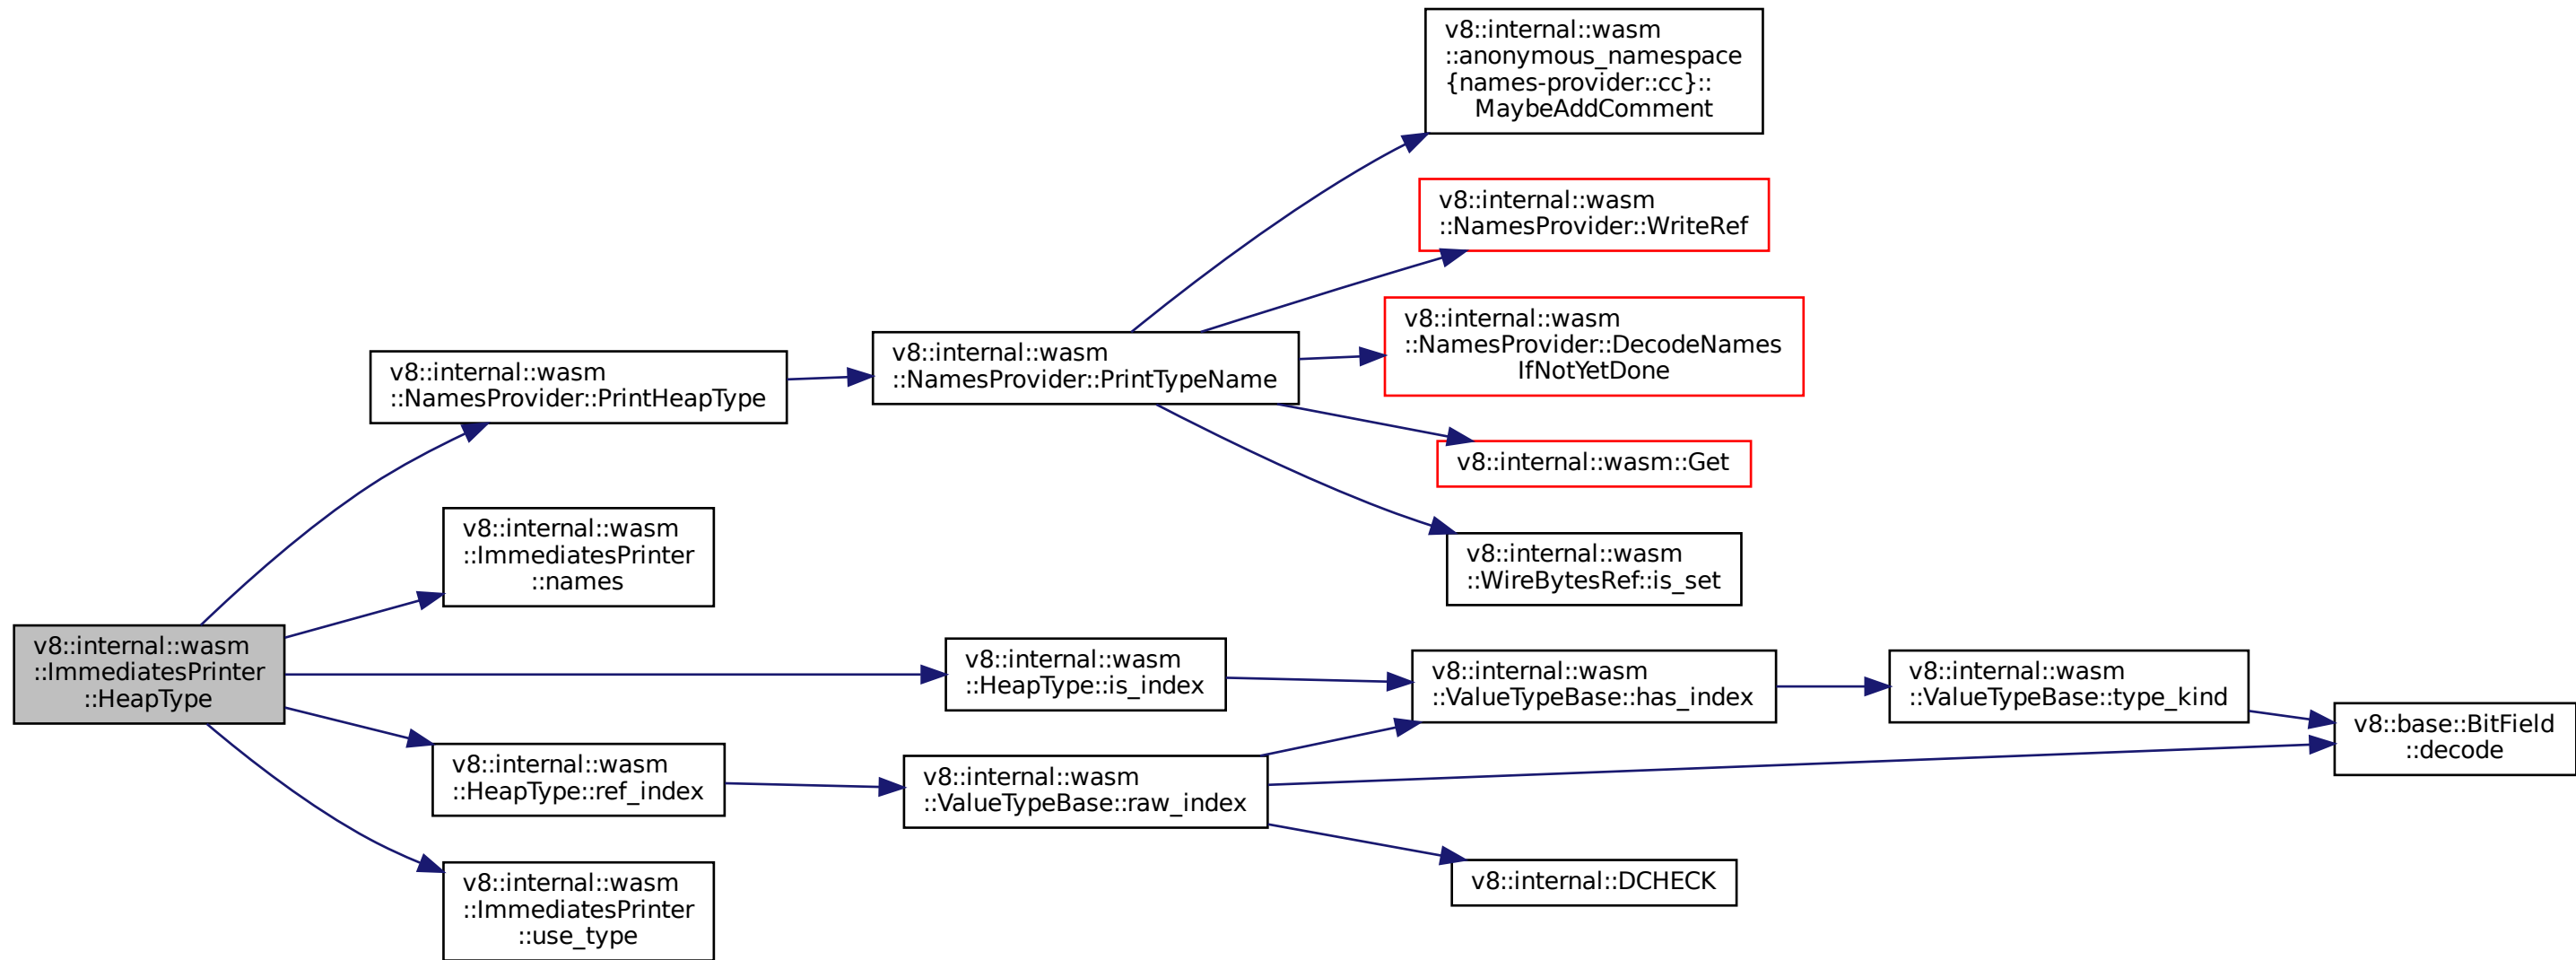 v8::internal::wasm
::anonymous_namespace
{names-provider::cc}::
MaybeAddComment
v8::internal::wasm
::NamesProvider::WriteRef
v8::internal::wasm
::NamesProvider::DecodeNames
IfNotYetDone
v8::internal::wasm
::NamesProvider::PrintTypeName
v8::internal::wasm
::NamesProvider::PrintHeapType
v8::internal::wasm::Get
v8::internal::wasm
::ImmediatesPrinter
::names
v8::internal::wasm
::WireBytesRef::is_set
v8::internal::wasm
::ImmediatesPrinter
::HeapType
v8::internal::wasm
::HeapType::is_index
v8::internal::wasm
::ValueTypeBase::has_index
v8::internal::wasm
::ValueTypeBase::type_kind
v8::base::BitField
::decode
v8::internal::wasm
::HeapType::ref_index
v8::internal::wasm
::ValueTypeBase::raw_index
v8::internal::DCHECK
v8::internal::wasm
::ImmediatesPrinter
::use_type